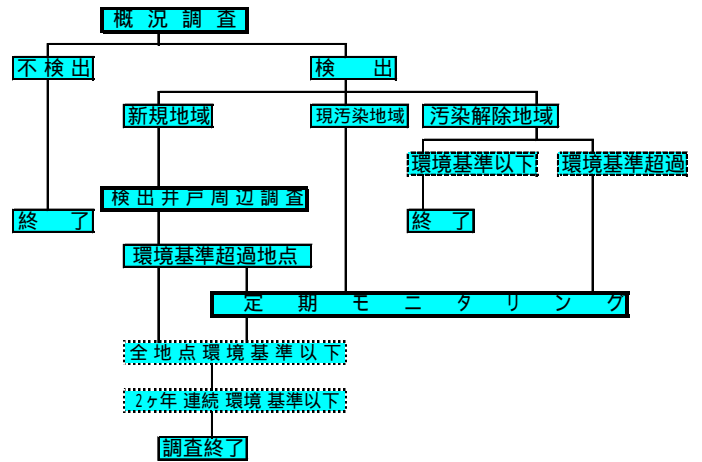 概況調査
不検出
検出
新規地域
現汚染地域
汚染解除地域
環境基準以下
環境基準超過
検出井戸周辺調査
終了
終了
環境基準超過地点
定期モニタリング
全地点環境基準以下
2ヶ年連続環境基準以下
調査終了